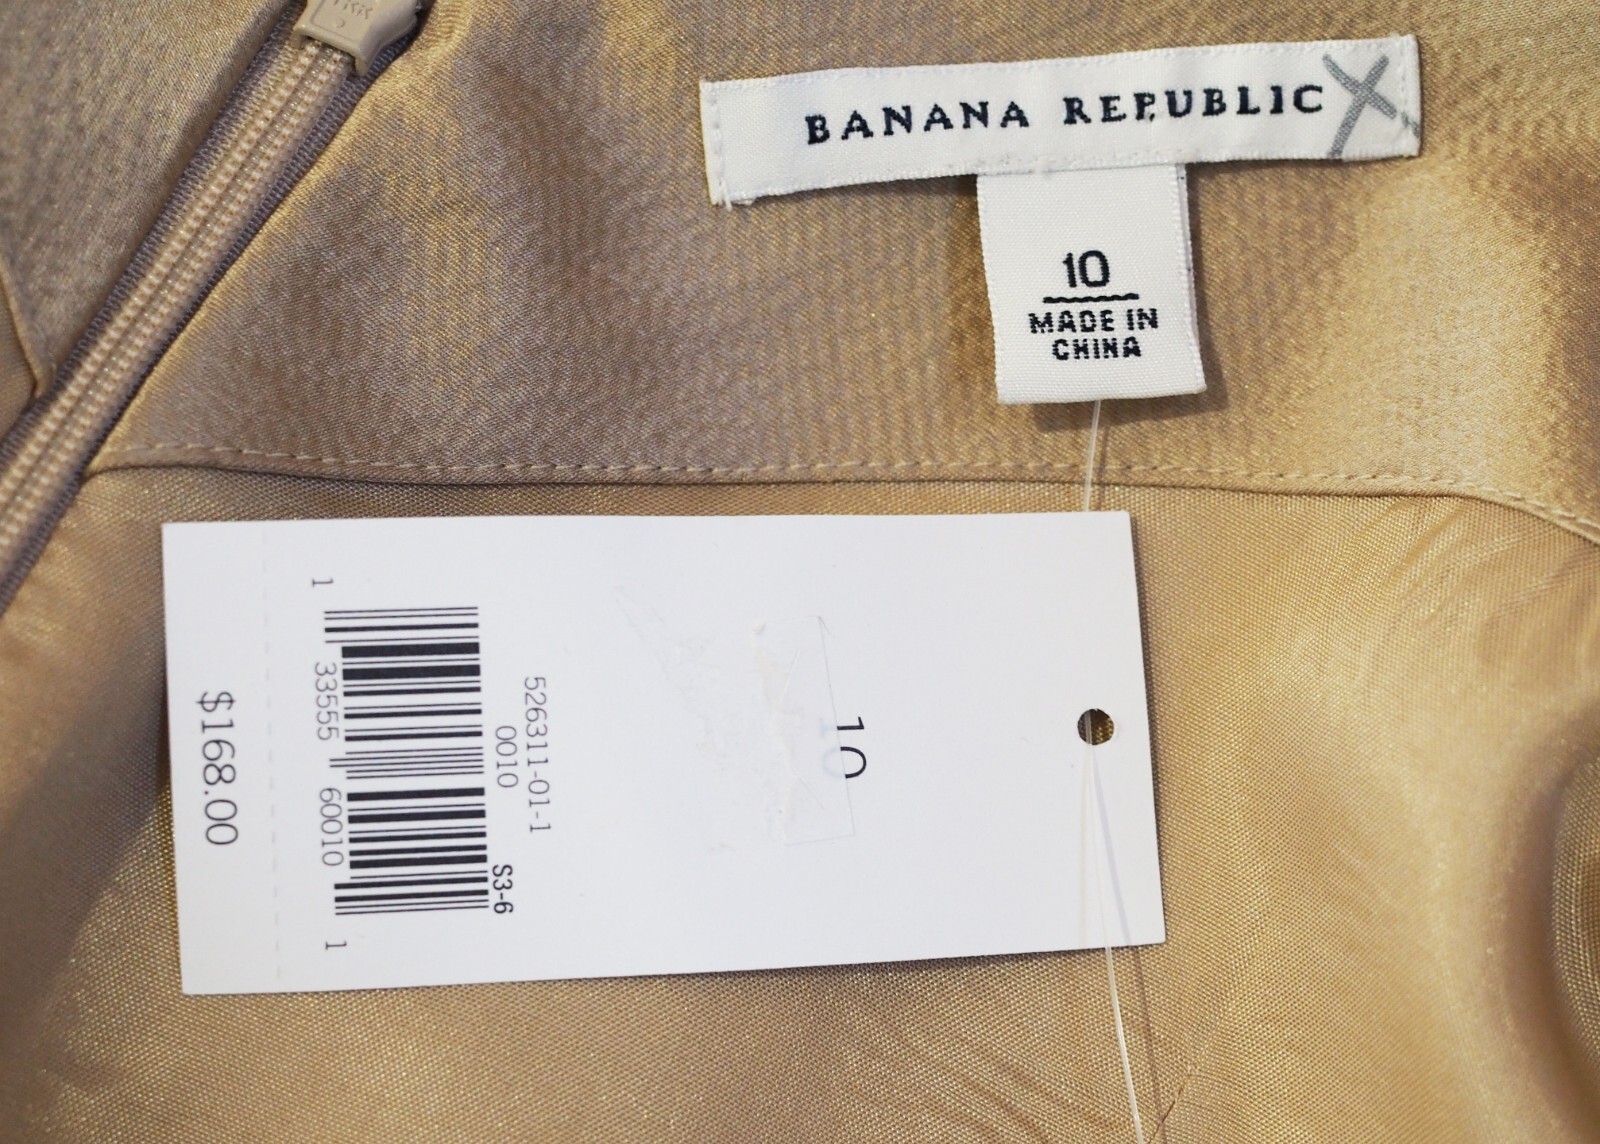 YKK
BANANA REPUBLIC
10
MADE IN
CHINA
10
526311-01-1
0010
S3-6
1 33555 60010 1
$168.00